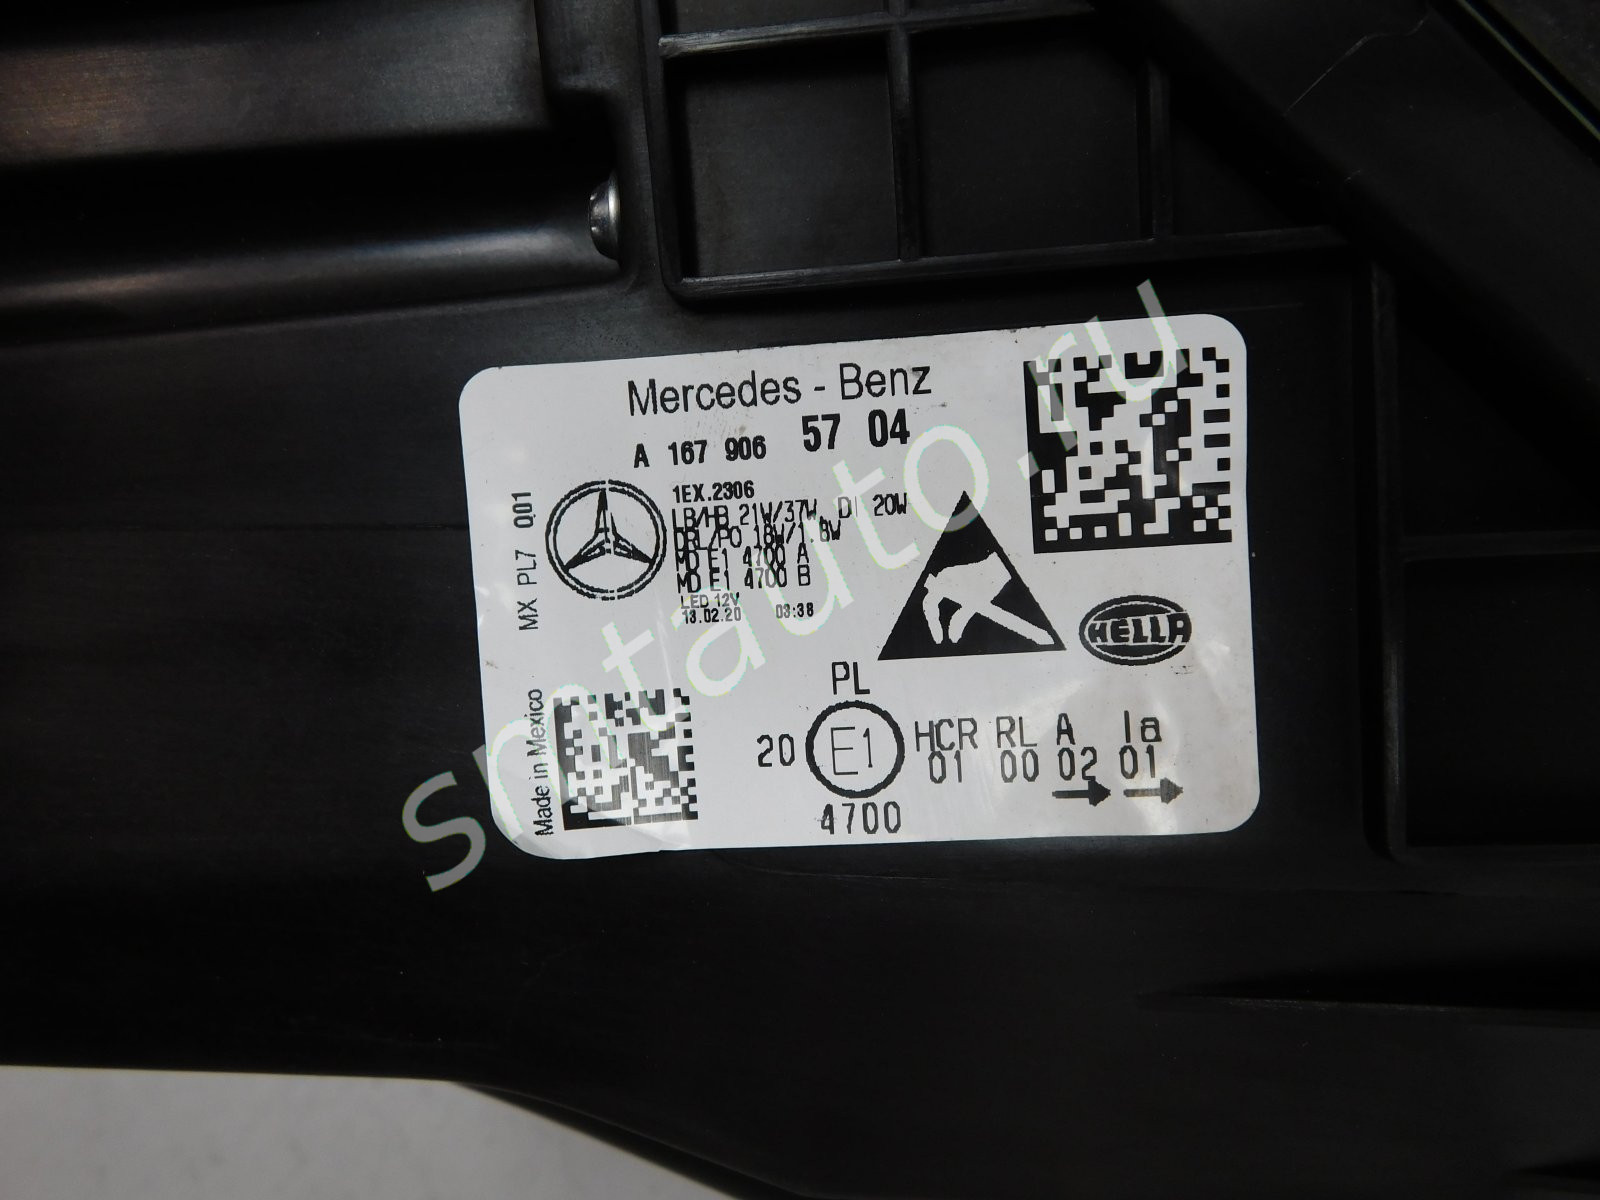 Mercedes - Benz
A 167 906 57 04
1EX.2306
LB/HB 21W/37W, DI 20W
DRL/PO 18W/1.8W
MD E1 4700 A
MD E1 4700 B
LED 12V
13.02.20 03:38
MX PL7 Q01
HELLA
Made in Mexico
PL
20 E1 HCR RL A Ia
01 00 02 01
4700
smtauto.ru